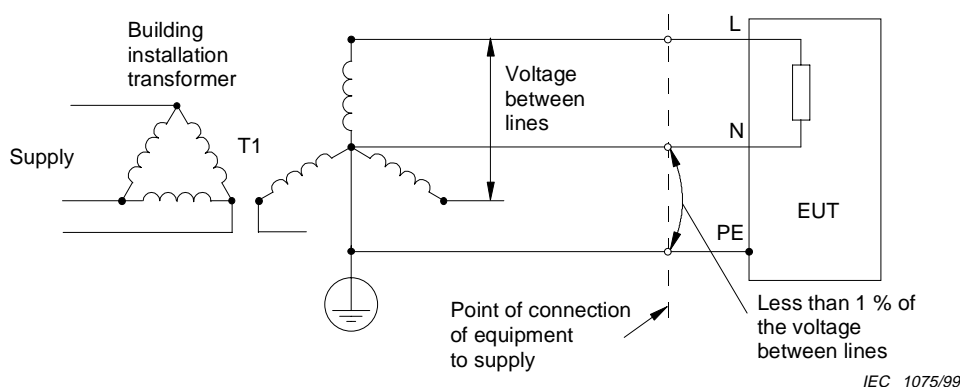 Building
installation
transformer
Supply
T1
Voltage
between
lines
L
N
PE
EUT
Point of connection
of equipment
to supply
Less than 1 % of
the voltage
between lines
IEC 1075/99